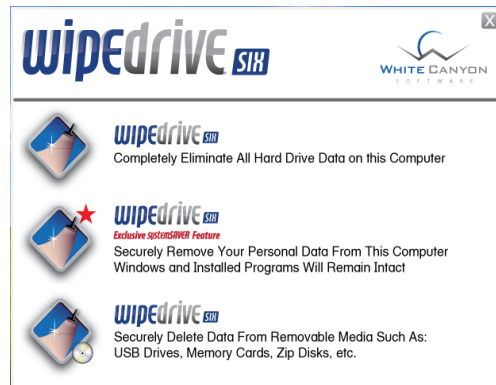 wipedrive SIX
X
WHITE CANYON
SOFTWARE
wipedrive SIX
Completely Eliminate All Hard Drive Data on this Computer
wipedrive SIX
Exclusive systemSAVER Feature
Securely Remove Your Personal Data From This Computer
Windows and Installed Programs Will Remain Intact
wipedrive SIX
Securely Delete Data From Removable Media Such As:
USB Drives, Memory Cards, Zip Disks, etc.